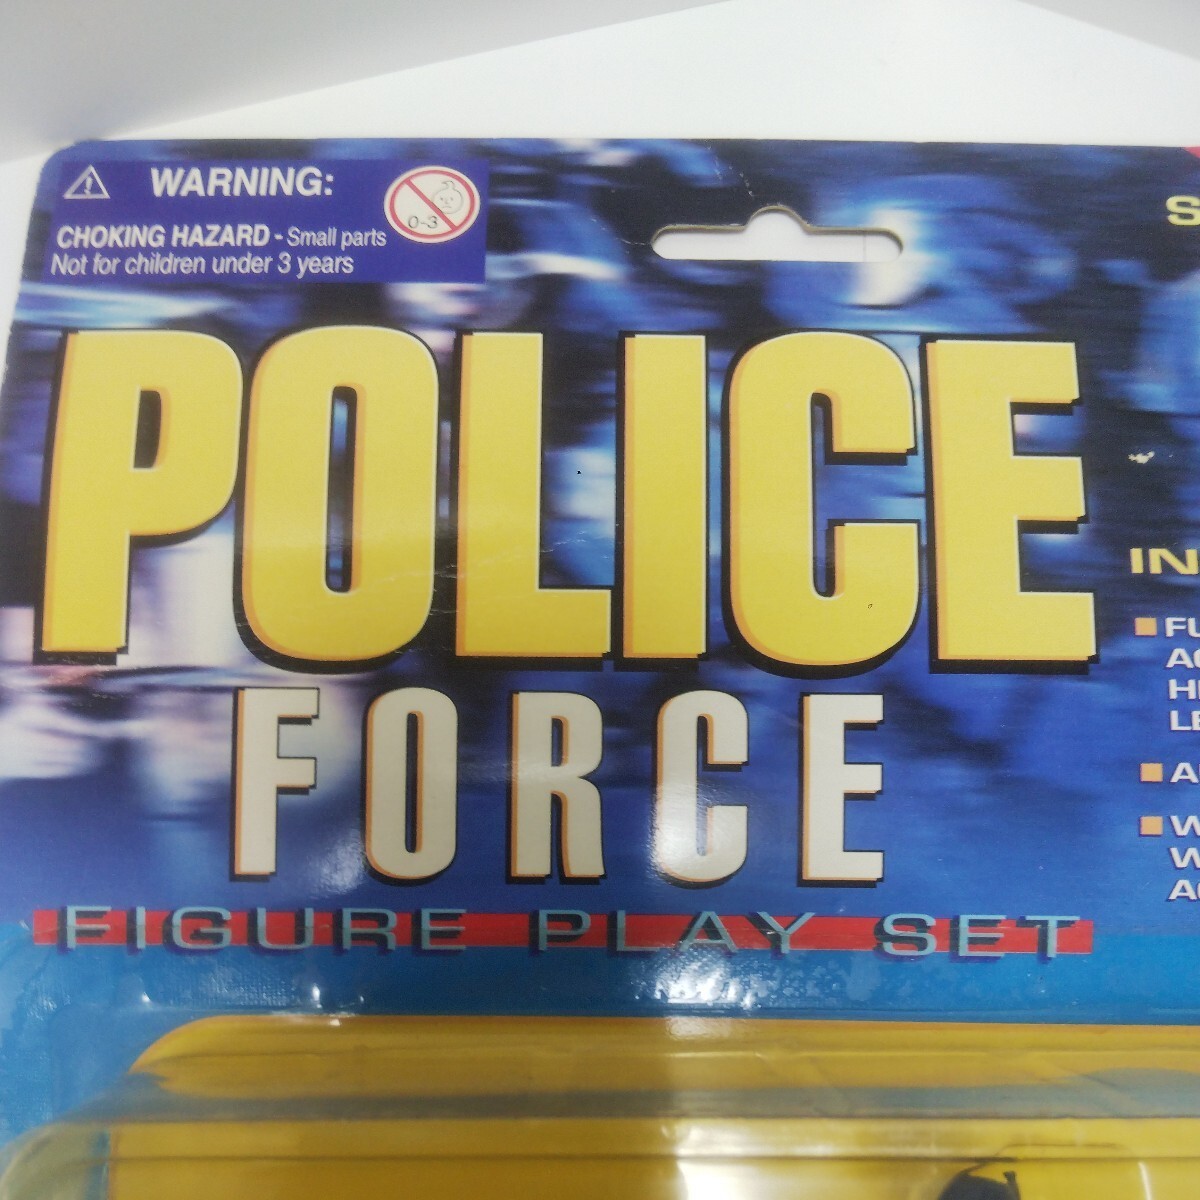 WARNING:
CHOKING HAZARD - Small parts
Not for children under 3 years
0-3
POLICE
FORCE
FIGURE PLAY SET